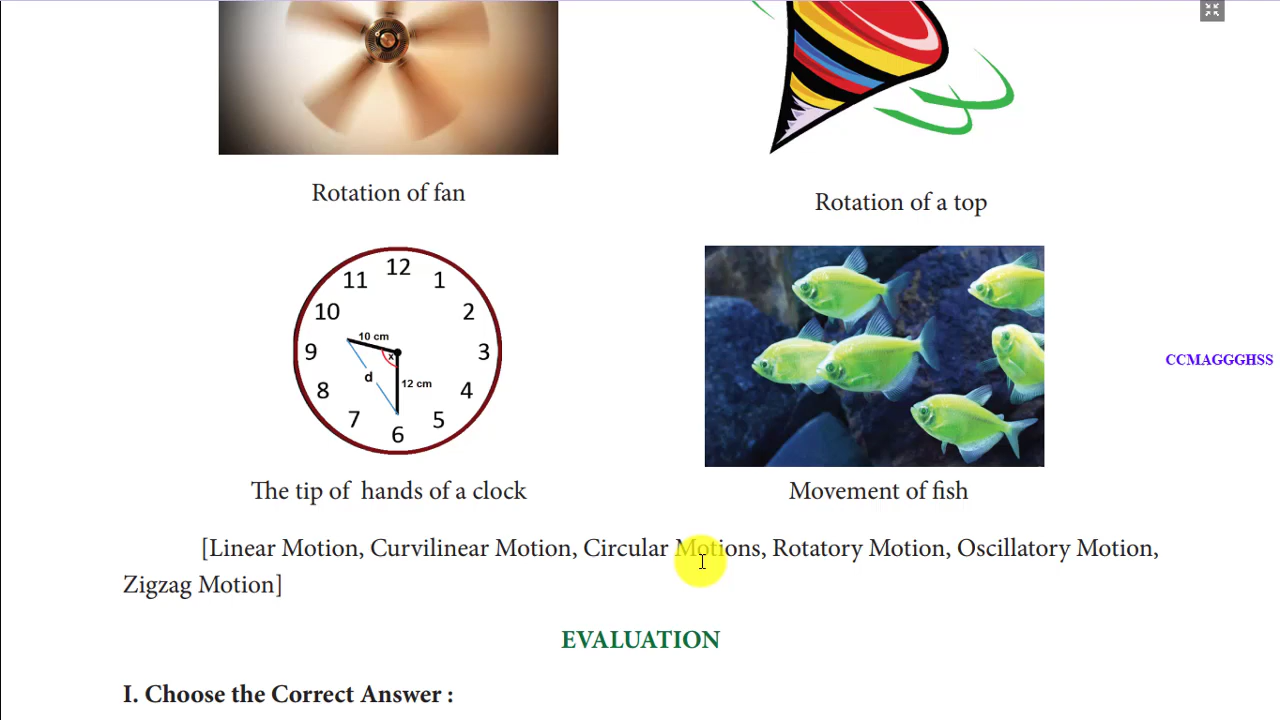 Rotation of fan
Rotation of a top
12
11
1
10
2
10 cm
9
x
3
d
12 cm
8
4
7
5
6
CCMAGGGHSS
The tip of hands of a clock
Movement of fish
[Linear Motion, Curvilinear Motion, Circular Motions, Rotatory Motion, Oscillatory Motion,
Zigzag Motion]
EVALUATION
I. Choose the Correct Answer :